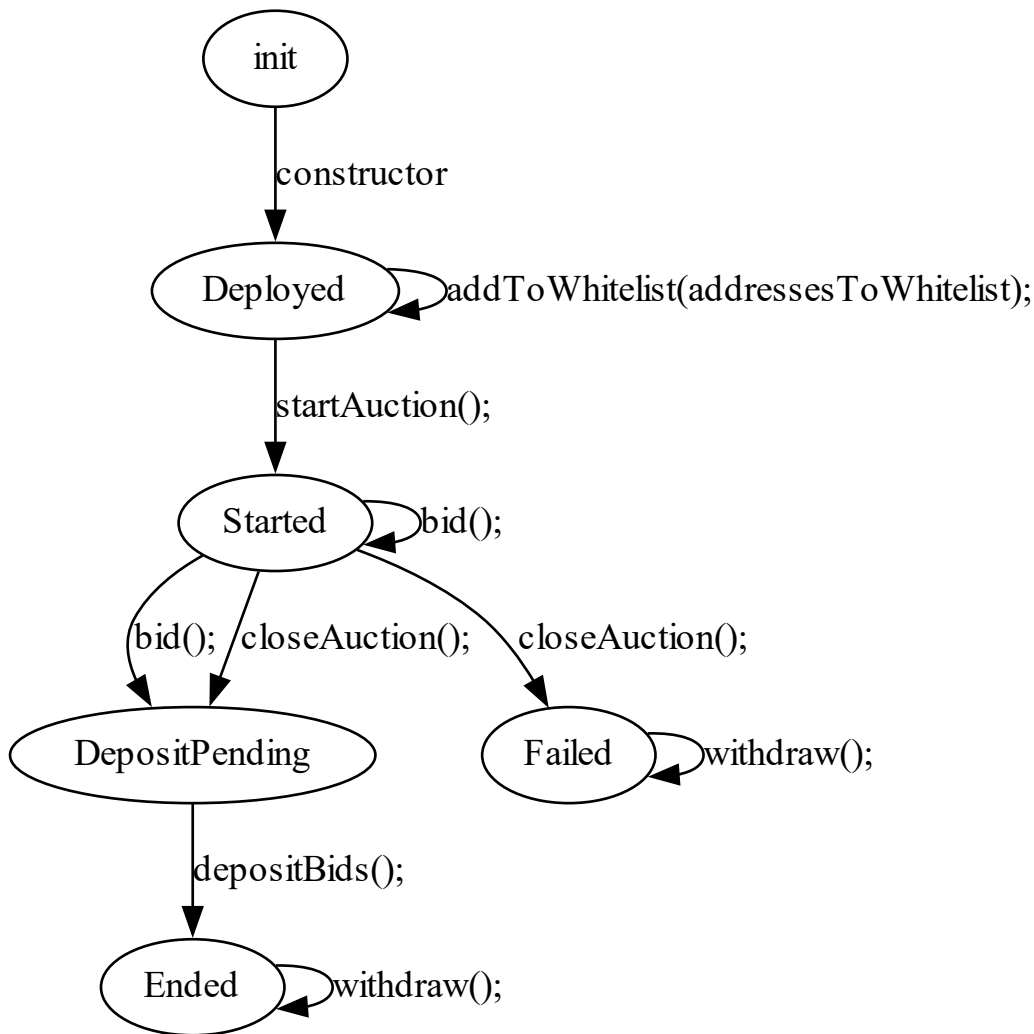 init
constructor
Deployed
addToWhitelist(addressesToWhitelist);
startAuction();
Started
bid();
bid();
closeAuction();
closeAuction();
DepositPending
Failed
withdraw();
depositBids();
Ended
withdraw();